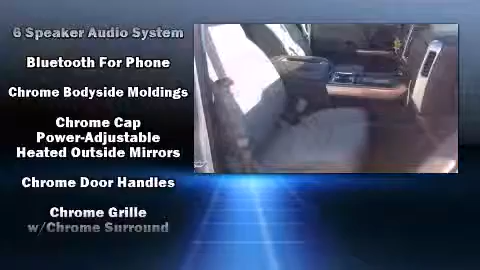 6 Speaker Audio System
Bluetooth For Phone
Chrome Bodyside Moldings
Chrome Cap
Power-Adjustable
Heated Outside Mirrors
Chrome Door Handles
Chrome Grille
w/Chrome Surround